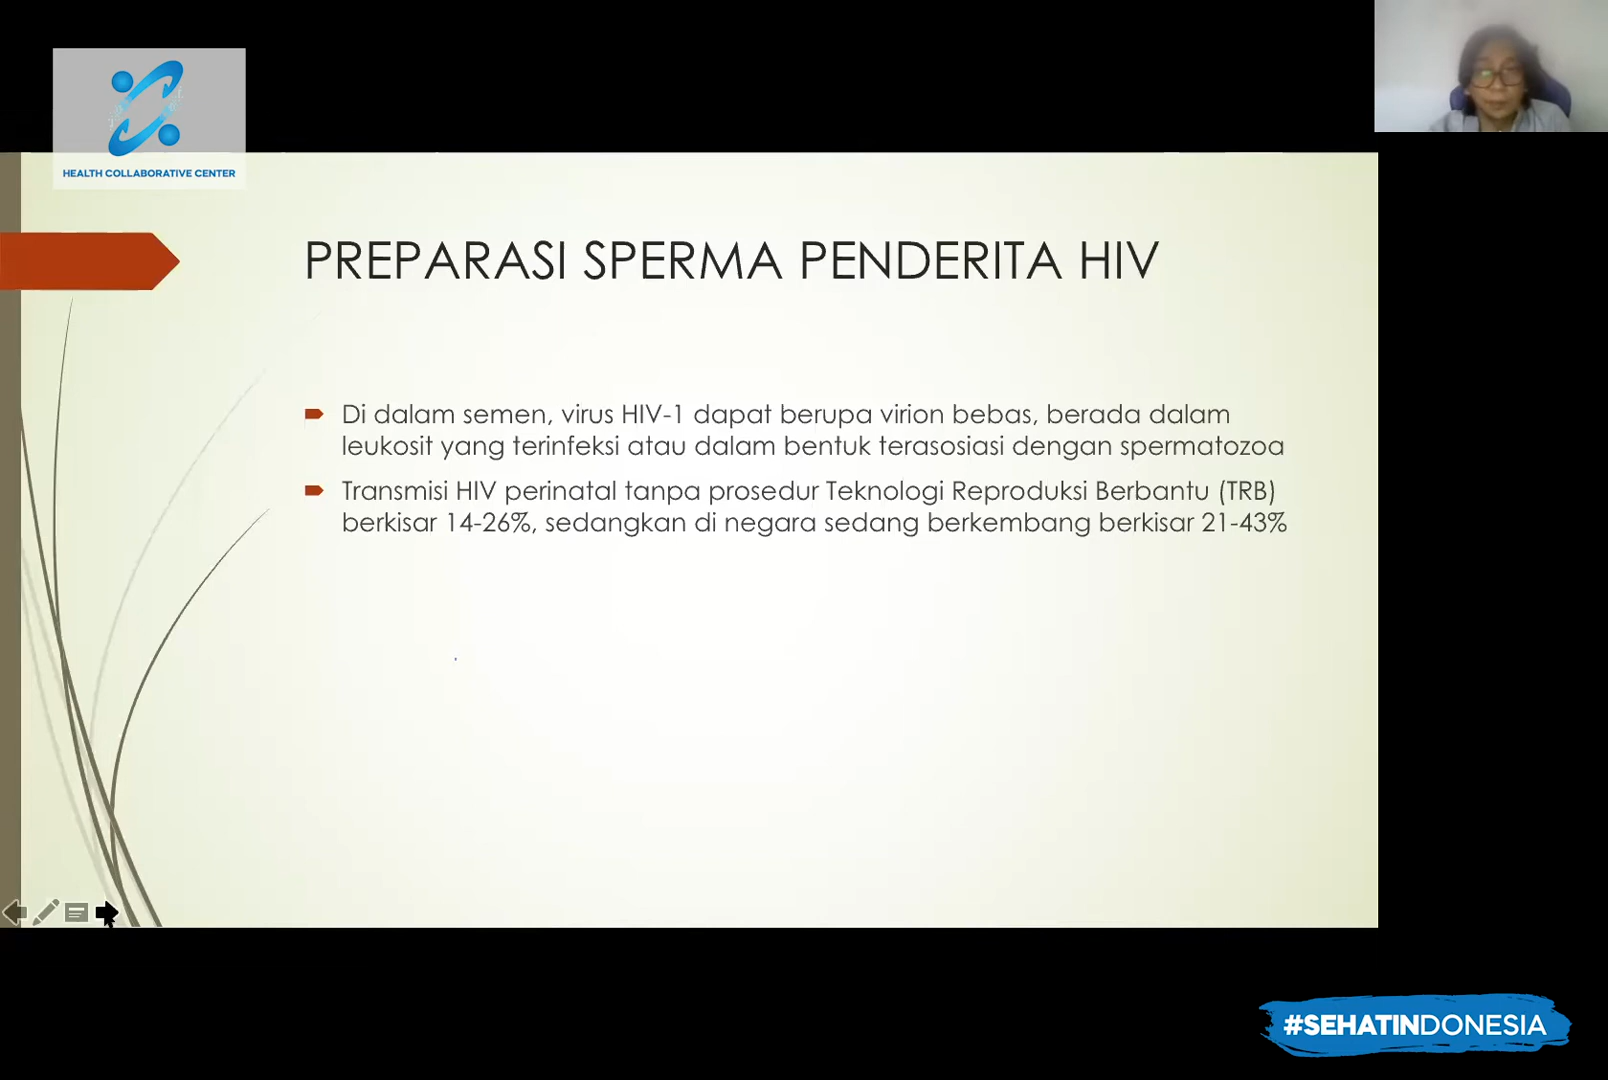 HEALTH COLLABORATIVE CENTER
PREPARASI SPERMA PENDERITA HIV
Di dalam semen, virus HIV-1 dapat berupa virion bebas, berada dalam
leukosit yang terinfeksi atau dalam bentuk terasosiasi dengan spermatozoa
Transmisi HIV perinatal tanpa prosedur Teknologi Reproduksi Berbantu (TRB)
berkisar 14-26%, sedangkan di negara sedang berkembang berkisar 21-43%
#SEHATINDONESIA